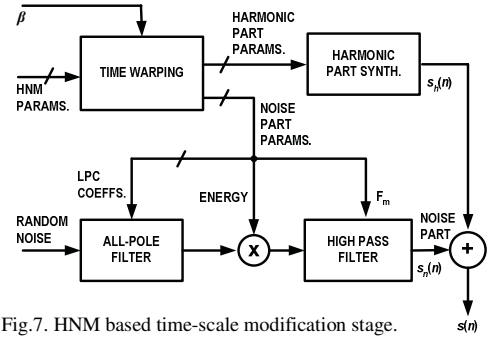 β
HNM
PARAMS.
TIME WARPING
HARMONIC
PART
PARAMS.
HARMONIC
PART SYNTH.
sh(n)
NOISE
PART
PARAMS.
LPC
COEFFS.
ENERGY
Fm
RANDOM
NOISE
ALL-POLE
FILTER
X
HIGH PASS
FILTER
NOISE
PART
sn(n)
+
s(n)
Fig.7. HNM based time-scale modification stage.